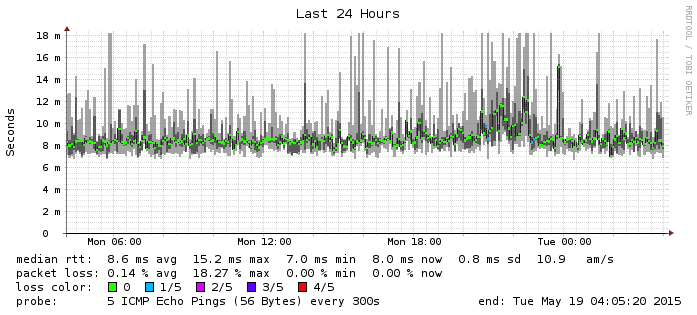 Last 24 Hours
RRDTOOL / TOBI OETIKER
Seconds
18 m
16 m
14 m
12 m
10 m
8 m
6 m
4 m
2 m
0
Mon 06:00 Mon 12:00 Mon 18:00 Tue 00:00
median rtt: 8.6 ms avg 15.2 ms max 7.0 ms min 8.0 ms now 0.8 ms sd 10.9 am/s
packet loss: 0.14 % avg 18.27 % max 0.00 % min 0.00 % now
loss color: 0 1/5 2/5 3/5 4/5
probe: 5 ICMP Echo Pings (56 Bytes) every 300s end: Tue May 19 04:05:20 2015